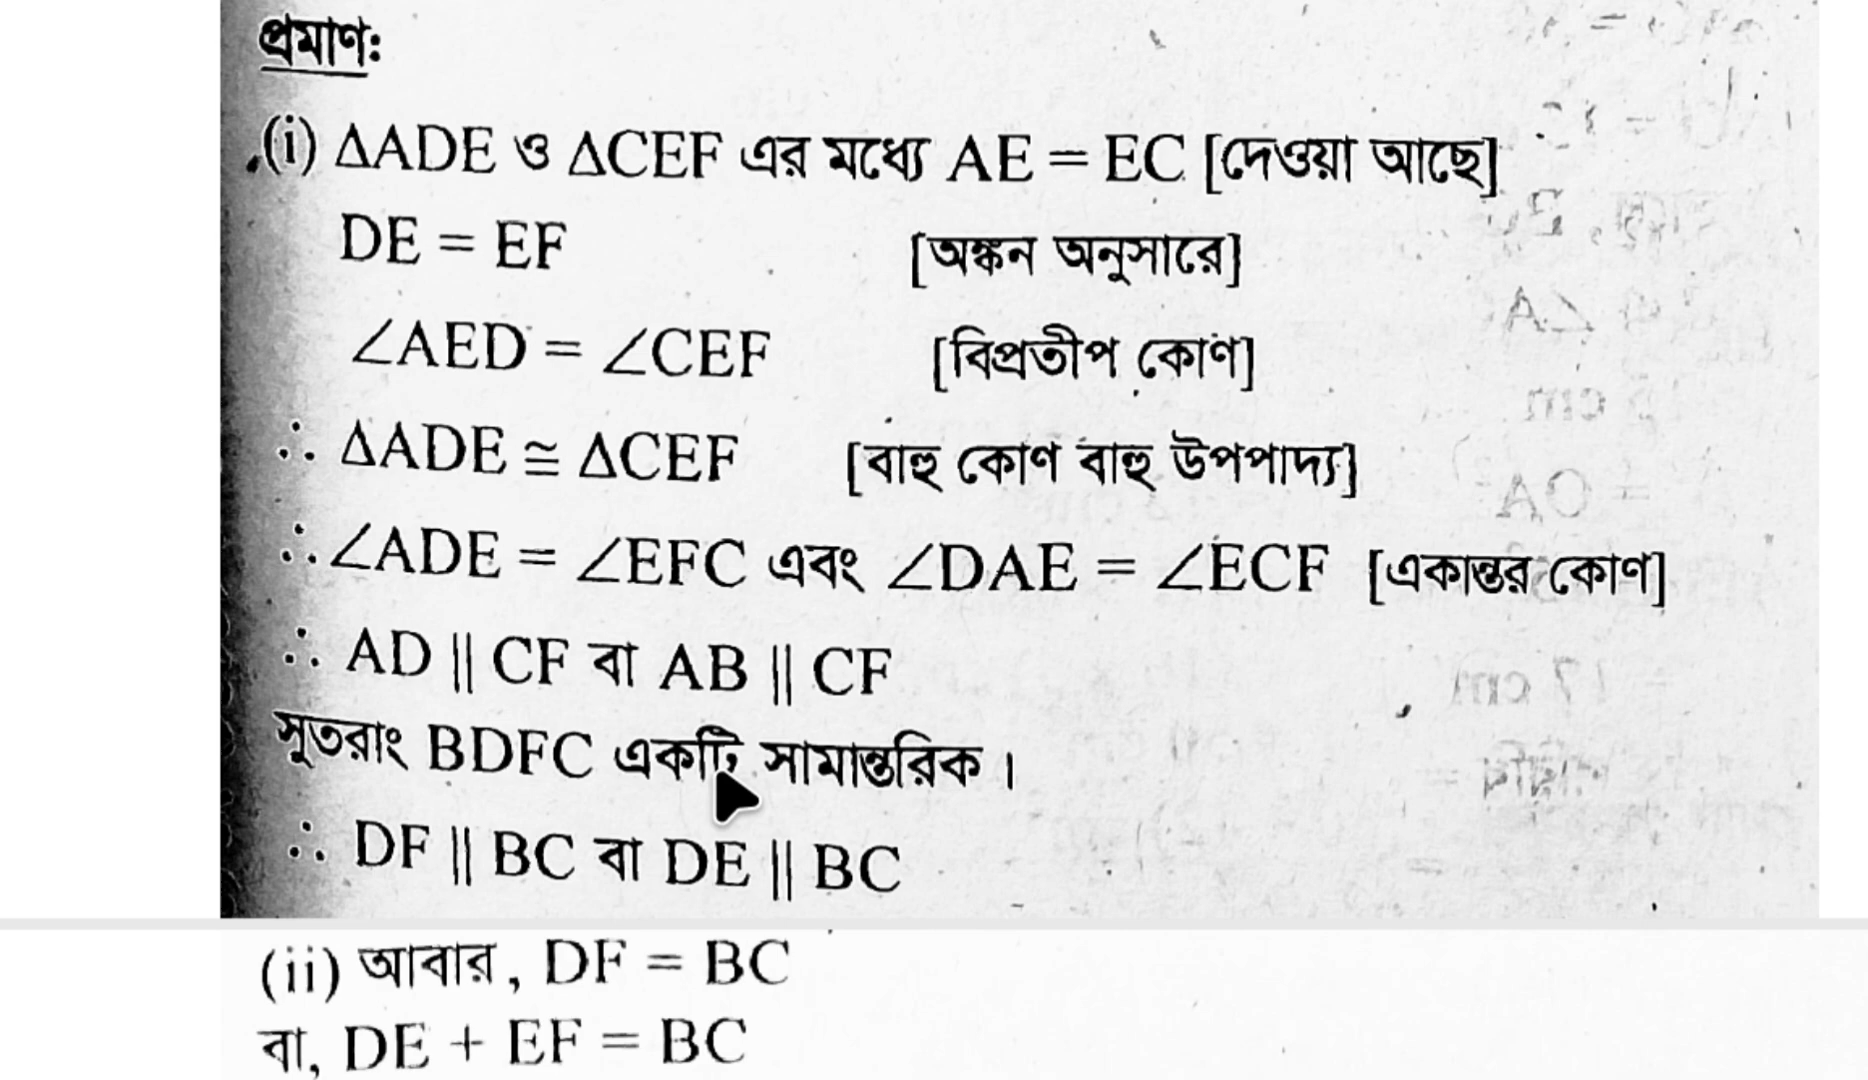 প্রমাণঃ
(i) ΔADE ও ΔCEF এর মধ্যে AE = EC [দেওয়া আছে]
DE = EF [অঙ্কন অনুসারে]
∠AED = ∠CEF [বিপ্রতীপ কোণ]
∴ ΔADE ≅ ΔCEF [বাহু কোণ বাহু উপপাদ্য]
∴ ∠ADE = ∠EFC এবং ∠DAE = ∠ECF [একান্তর কোণ]
∴ AD || CF বা AB || CF
সুতরাং BDFC একটি সামান্তরিক।
∴ DF || BC বা DE || BC
(ii) আবার, DF = BC
বা, DE + EF = BC